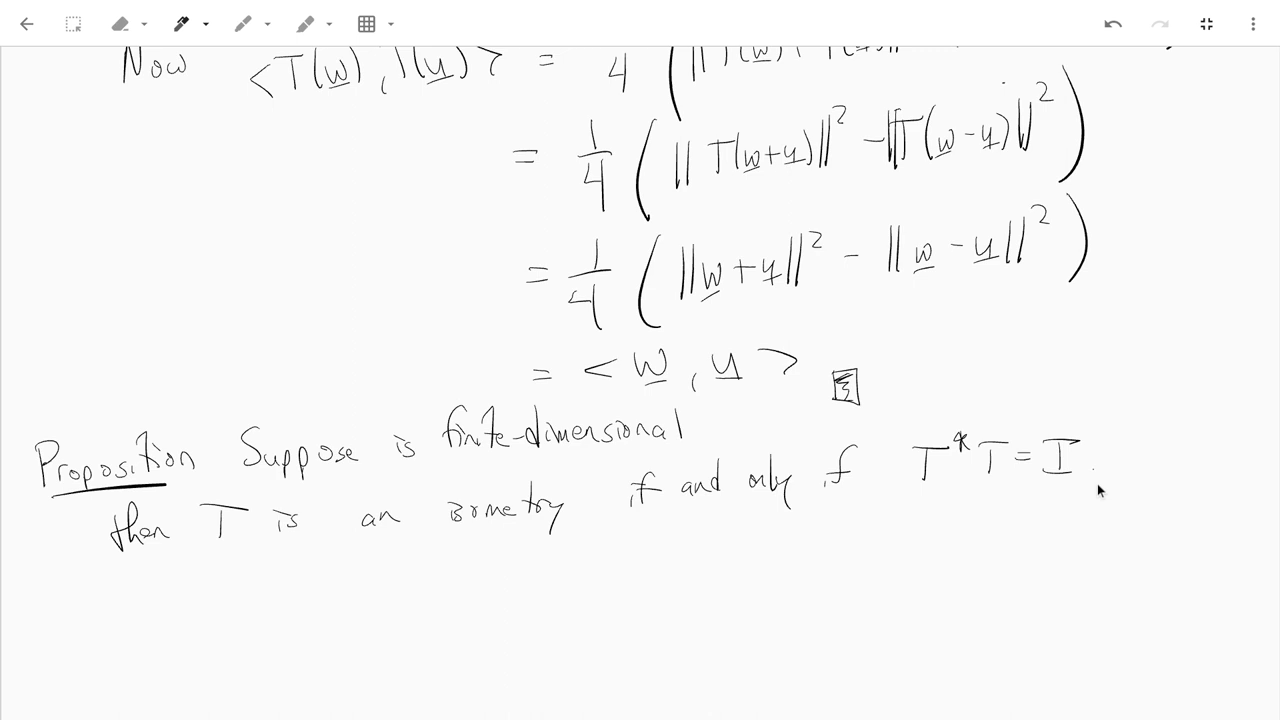 Now <T(w), T(y)> = 1/4 (||T(w)
= 1/4 ( ||T(w+y)||² - ||T(w-y)||² )
= 1/4 ( ||w+y||² - ||w-y||² )
= <w, y>
Proposition Suppose is finite-dimensional
then T is an isometry if and only if T*T = I.